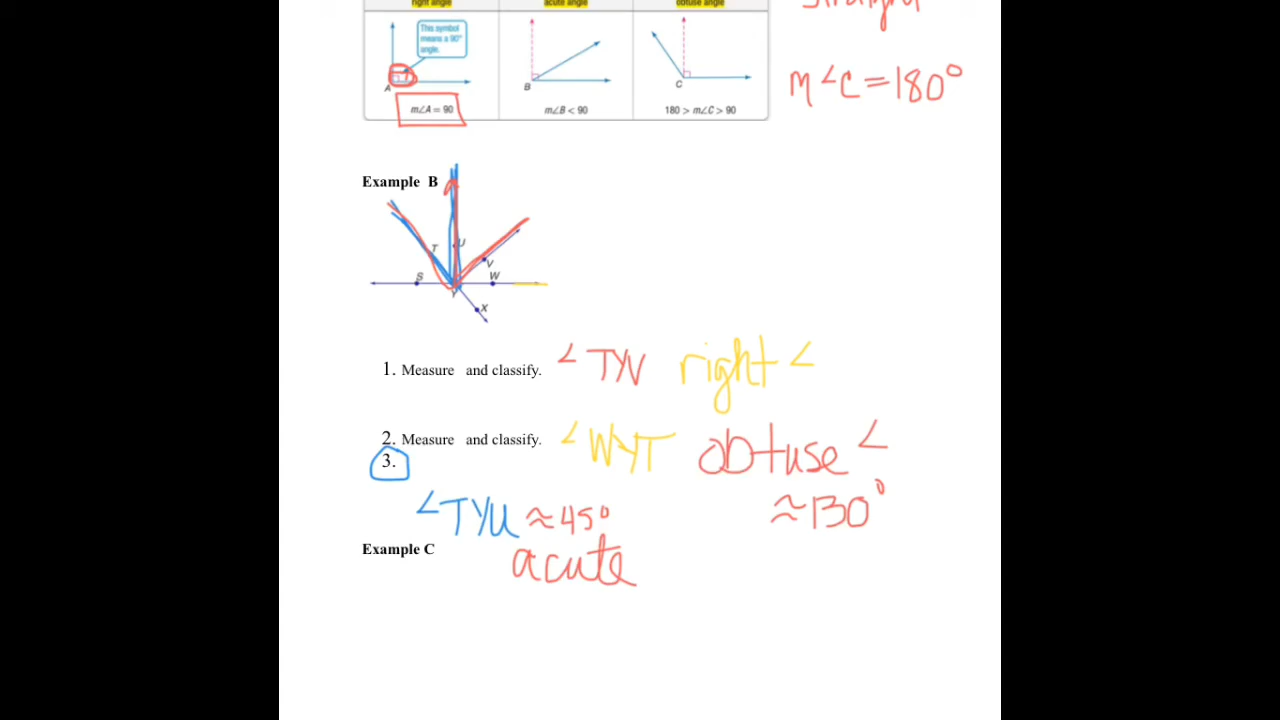 right angle acute angle obtuse angle
This symbol
means a 90°
angle.
A B C
m∠A = 90 m∠B < 90 180 > m∠C > 90
m∠C = 180°
Example B
T U V
S W
Y X
1. Measure and classify. ∠TYV right ∠
2. Measure and classify. ∠WYT obtuse ∠
3.
∠TYU ≈ 45° ≈ 130°
Example C acute